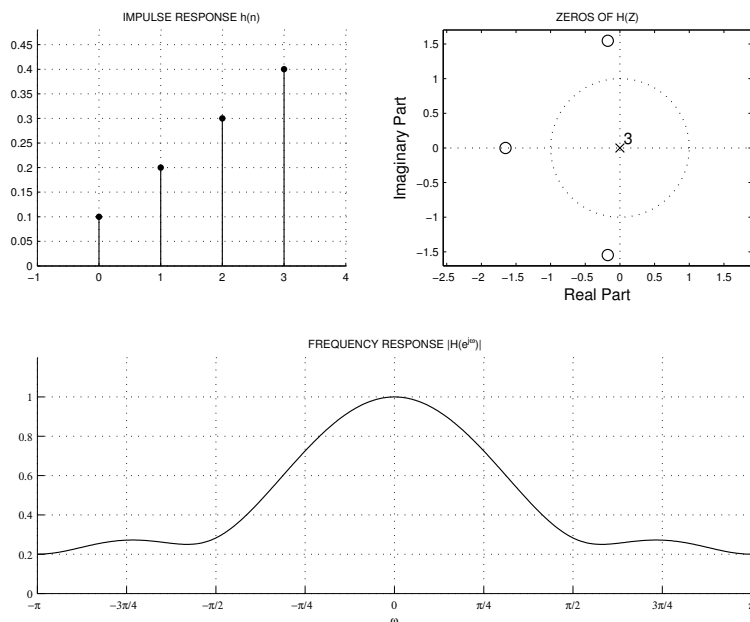 IMPULSE RESPONSE h(n)
0.45
0.4
0.35
0.3
0.25
0.2
0.15
0.1
0.05
0
−1 0 1 2 3 4
ZEROS OF H(Z)
1.5
1
0.5
0
−0.5
−1
−1.5
Imaginary Part
3
−2.5 −2 −1.5 −1 −0.5 0 0.5 1 1.5
Real Part
FREQUENCY RESPONSE |H(e^{jω})|
1
0.8
0.6
0.4
0.2
0
−π −3π/4 −π/2 −π/4 0 π/4 π/2 3π/4
ω